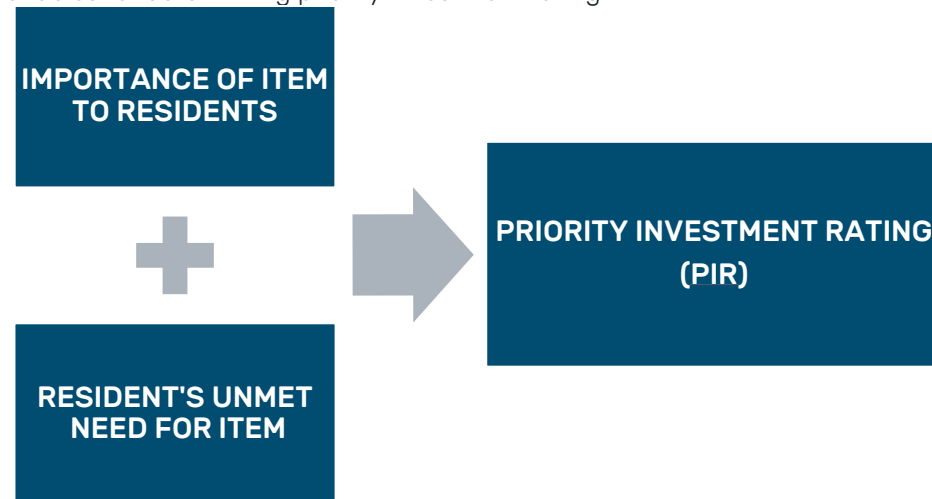 IMPORTANCE OF ITEM
TO RESIDENTS
RESIDENT'S UNMET
NEED FOR ITEM
PRIORITY INVESTMENT RATING
(PIR)